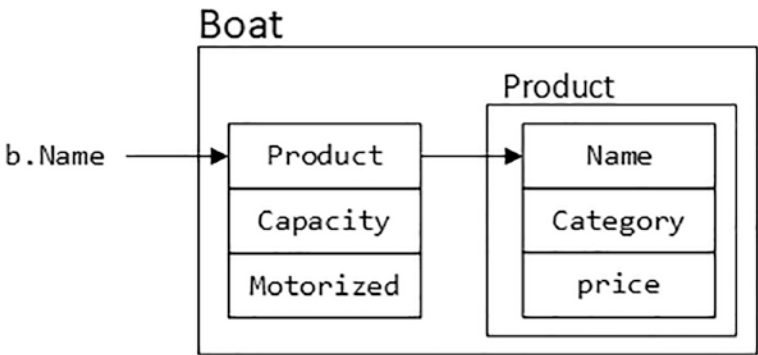 Boat
Product
b.Name
Product
Name
Capacity
Category
Motorized
price